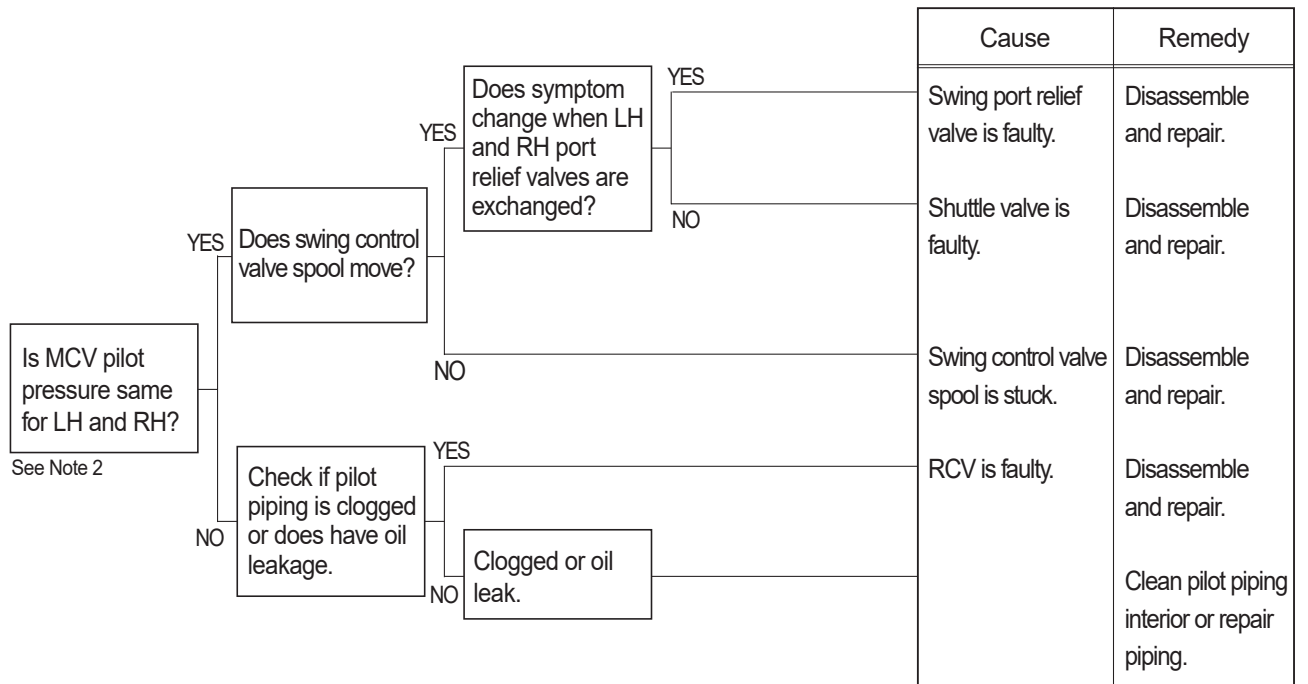 Cause
Remedy
Does symptom
change when LH
and RH port
relief valves are
exchanged?
YES
YES
NO
Swing port relief
valve is faulty.
Disassemble
and repair.
Shuttle valve is
faulty.
Disassemble
and repair.
YES
Does swing control
valve spool move?
NO
Swing control valve
spool is stuck.
Disassemble
and repair.
Is MCV pilot
pressure same
for LH and RH?
See Note 2
NO
Check if pilot
piping is clogged
or does have oil
leakage.
YES
RCV is faulty.
Disassemble
and repair.
NO
Clogged or oil
leak.
Clean pilot piping
interior or repair
piping.